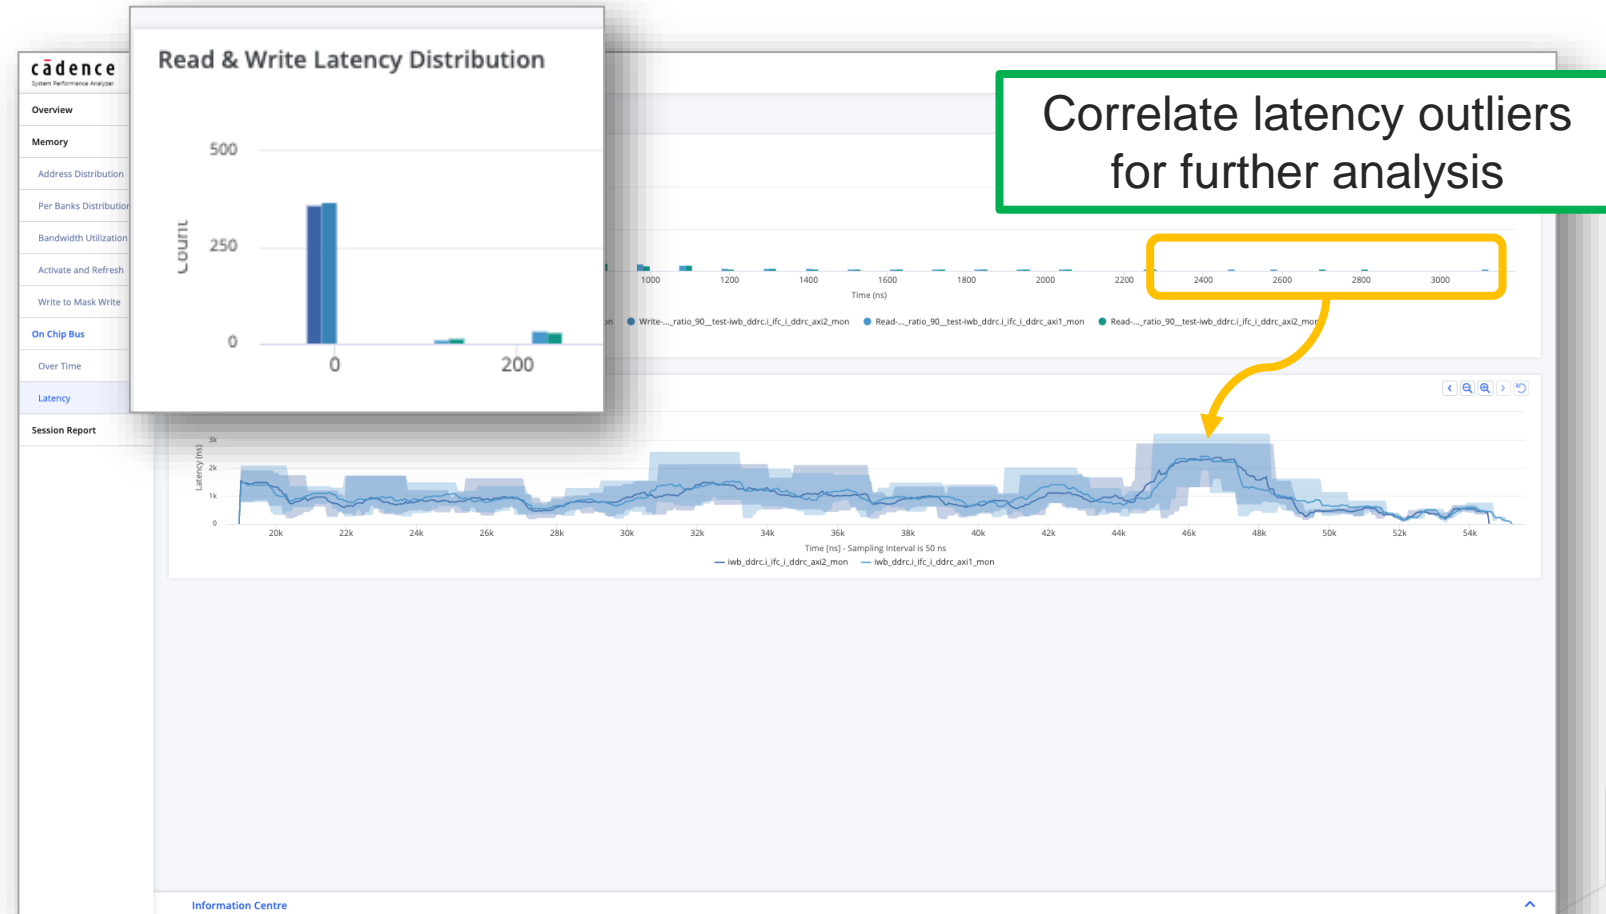 cādence
System Performance Analyzer
Overview
Memory
Address Distribution
Per Banks Distribution
Bandwidth Utilization
Activate and Refresh
Write to Mask Write
On Chip Bus
Over Time
Latency
Session Report
Read & Write Latency Distribution
500
250
0
Count
0 200
Correlate latency outliers
for further analysis
1000 1200 1400 1600 1800 2000 2200 2400 2600 2800 3000
Time (ns)
Write-..._ratio_90__test-iwb_ddrc.i_ifc_i_ddrc_axi2_mon Read-..._ratio_90__test-iwb_ddrc.i_ifc_i_ddrc_axi1_mon Read-..._ratio_90__test-iwb_ddrc.i_ifc_i_ddrc_axi2_mon
Latency (ns)
3k
2k
1k
0
20k 22k 24k 26k 28k 30k 32k 34k 36k 38k 40k 42k 44k 46k 48k 50k 52k 54k
Time [ns] - Sampling Interval is 50 ns
iwb_ddrc.i_ifc_i_ddrc_axi2_mon iwb_ddrc.i_ifc_i_ddrc_axi1_mon
Information Centre